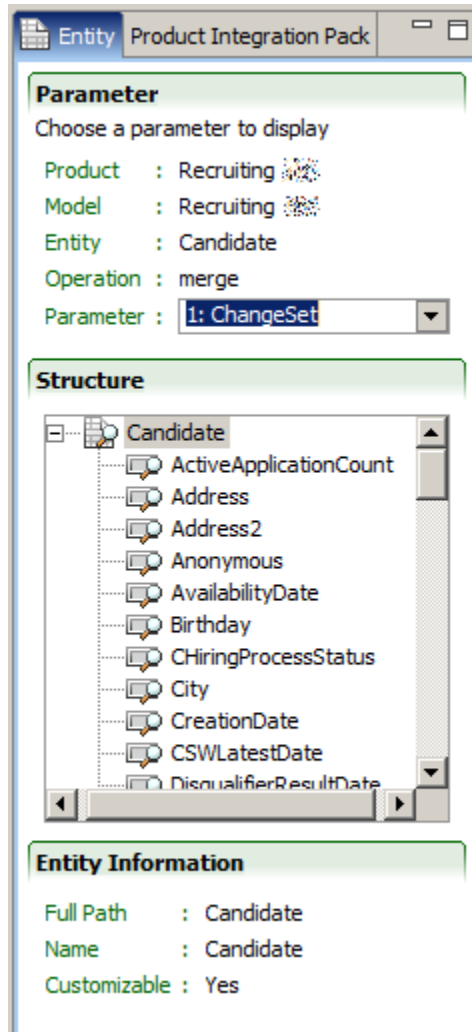 Entity Product Integration Pack
Parameter
Choose a parameter to display
Product : Recruiting
Model : Recruiting
Entity : Candidate
Operation : merge
Parameter : 1: ChangeSet
Structure
Candidate
ActiveApplicationCount
Address
Address2
Anonymous
AvailabilityDate
Birthday
CHiringProcessStatus
City
CreationDate
CSWLatestDate
DisqualifierResultDate
Entity Information
Full Path : Candidate
Name : Candidate
Customizable : Yes